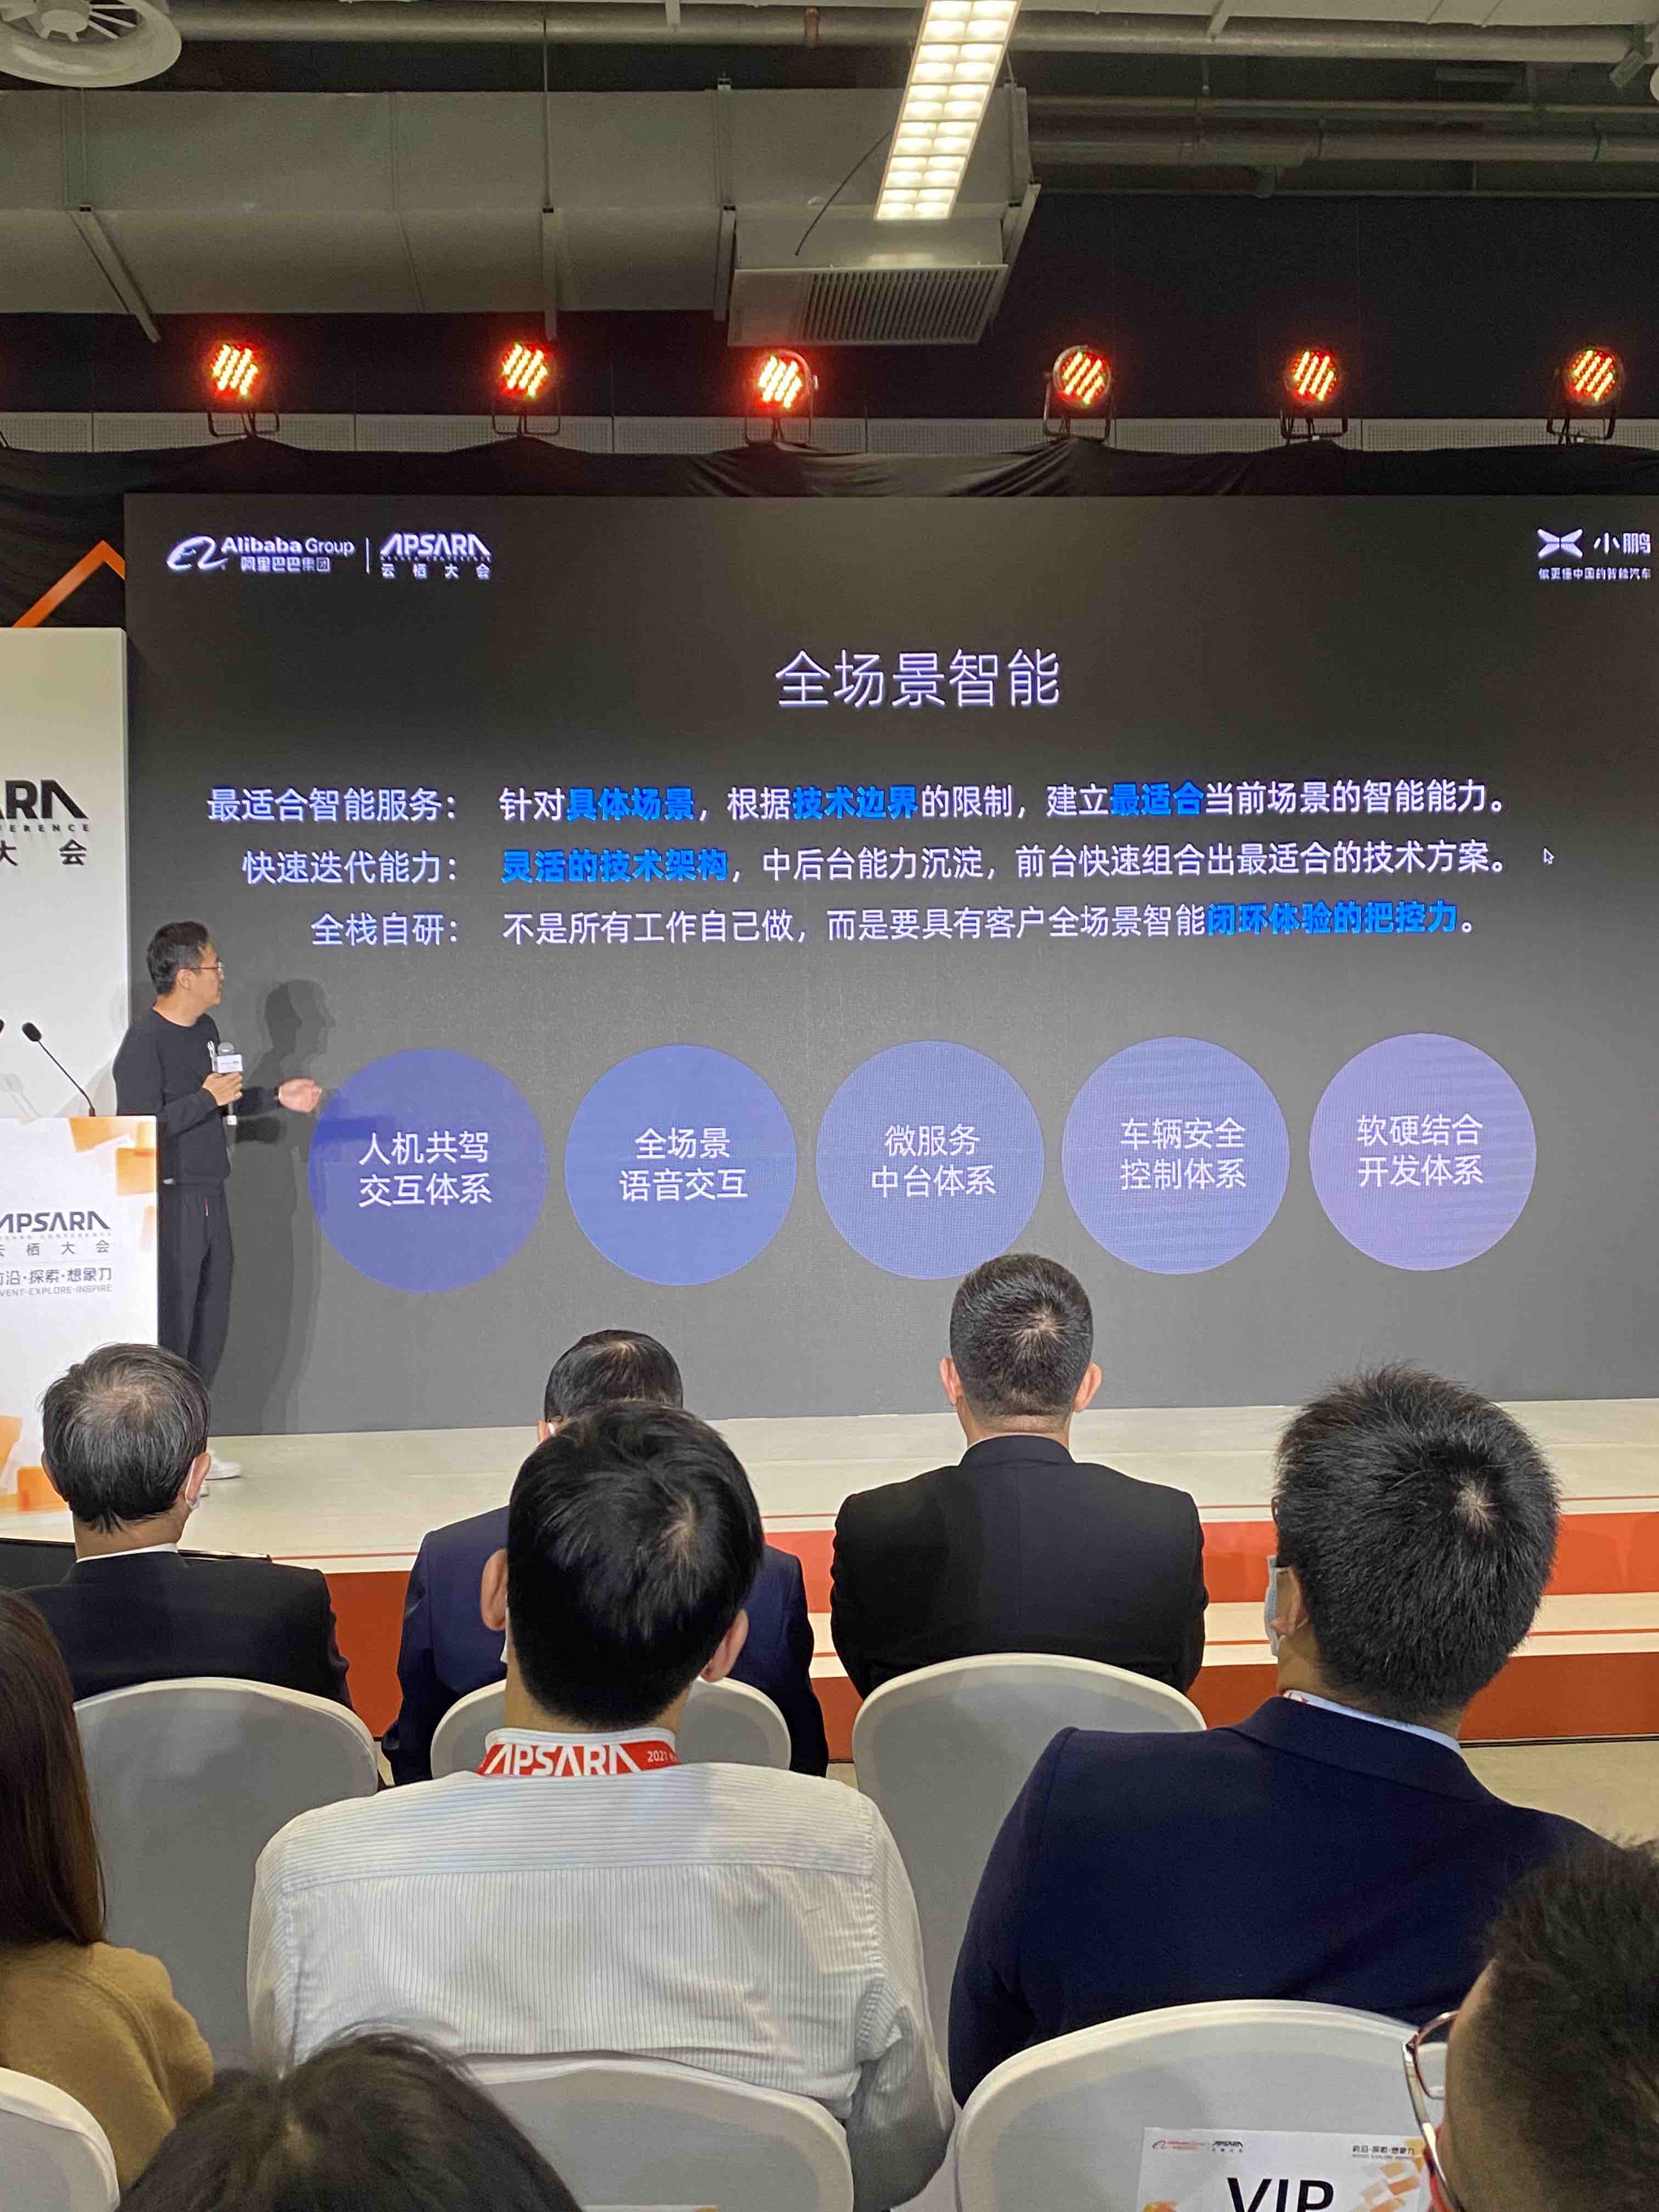 Alibaba Group
阿里巴巴集团
APSARA
APSARA CONFERENCE
云栖大会
小鹏
做更懂中国的智能汽车
全场景智能
最适合智能服务： 针对具体场景，根据技术边界的限制，建立最适合当前场景的智能能力。
快速迭代能力： 灵活的技术架构，中后台能力沉淀，前台快速组合出最适合的技术方案。
全栈自研： 不是所有工作自己做，而是要具有客户全场景智能闭环体验的把控力。
人机共驾
交互体系
全场景
语音交互
微服务
中台体系
车辆安全
控制体系
软硬结合
开发体系
大会
APSARA
云栖大会
沿·探索·想象力
VENT·EXPLORE·INSPIRE
APSARA 2021
前沿·探索·想象力
VIP